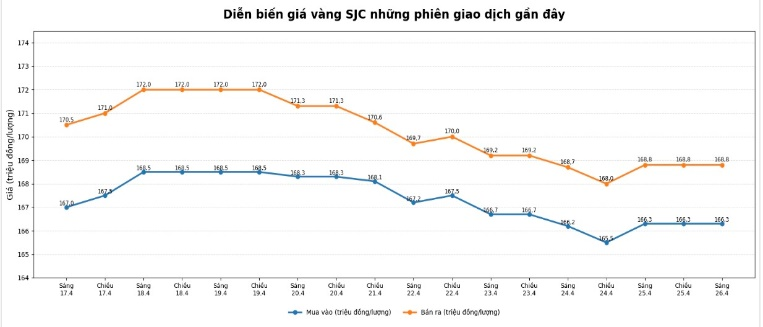 Diễn biến giá vàng SJC những phiên giao dịch gần đây
Giá (triệu đồng/lượng)
174
173
172
171
170
169
168
167
166
165
164
170,5
171,0
172,0
172,0
172,0
172,0
171,3
171,3
170,6
169,7
170,0
169,2
169,2
168,7
168,0
168,8
168,8
168,8
167,0
167,5
168,5
168,5
168,5
168,5
168,3
168,3
168,1
167,2
167,5
166,7
166,7
166,2
165,5
166,3
166,3
166,3
Sáng 17.4
Chiều 17.4
Sáng 18.4
Chiều 18.4
Sáng 19.4
Chiều 19.4
Sáng 20.4
Chiều 20.4
Chiều 21.4
Sáng 22.4
Chiều 22.4
Sáng 23.4
Chiều 23.4
Sáng 24.4
Chiều 24.4
Sáng 25.4
Chiều 25.4
Sáng 26.4
Mua vào (triệu đồng/lượng)
Bán ra (triệu đồng/lượng)